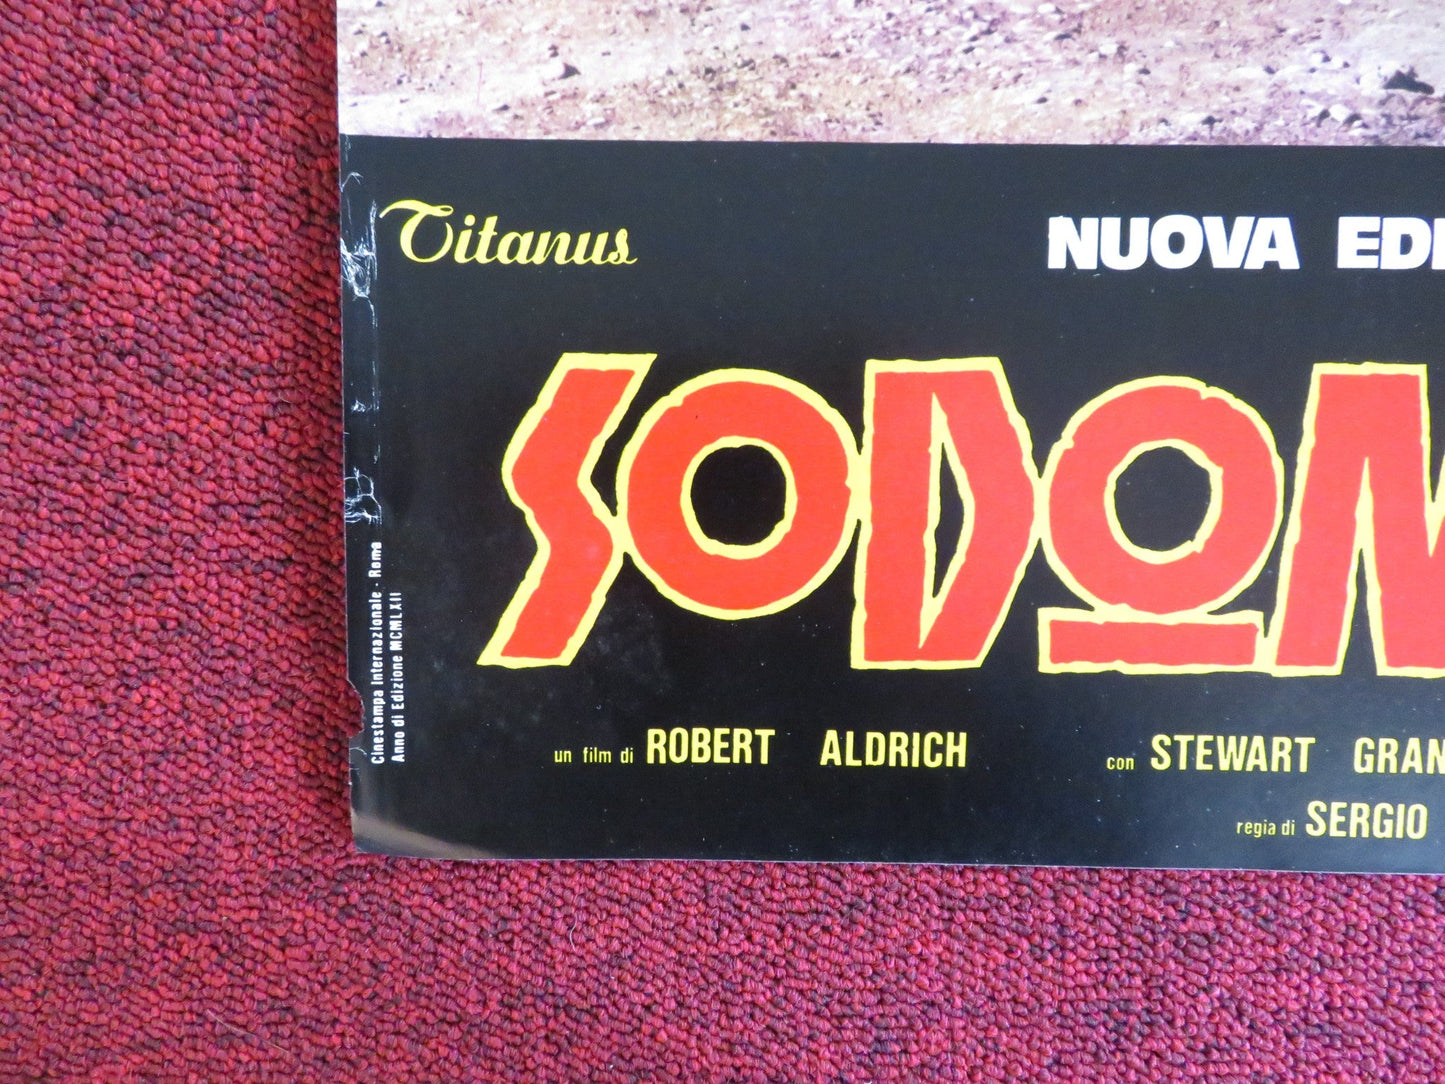 Titanus
NUOVA EDI
SODOM
un film di ROBERT ALDRICH con STEWART GRAN
regia di SERGIO
Cinestampa Internazionale - Roma
Anno di Edizione MCMLXII